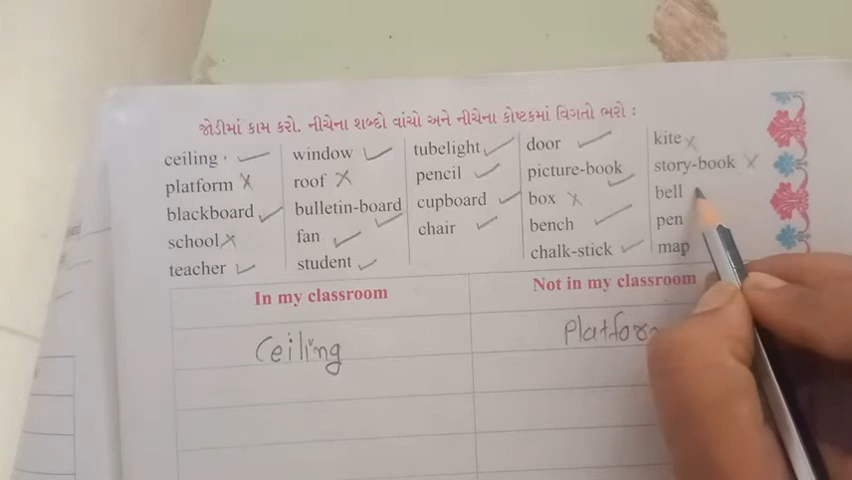 જોડીમાં કામ કરો. નીચેના શબ્દો વાંચો અને નીચેના કોષ્ટકમાં વિગતો ભરો :
ceiling
platform
blackboard
school
teacher
window
roof
bulletin-board
fan
student
tubelight
pencil
cupboard
chair
door
picture-book
box
bench
chalk-stick
kite
story-book
bell
pen
map
In my classroom
Not in my classroom
Ceiling